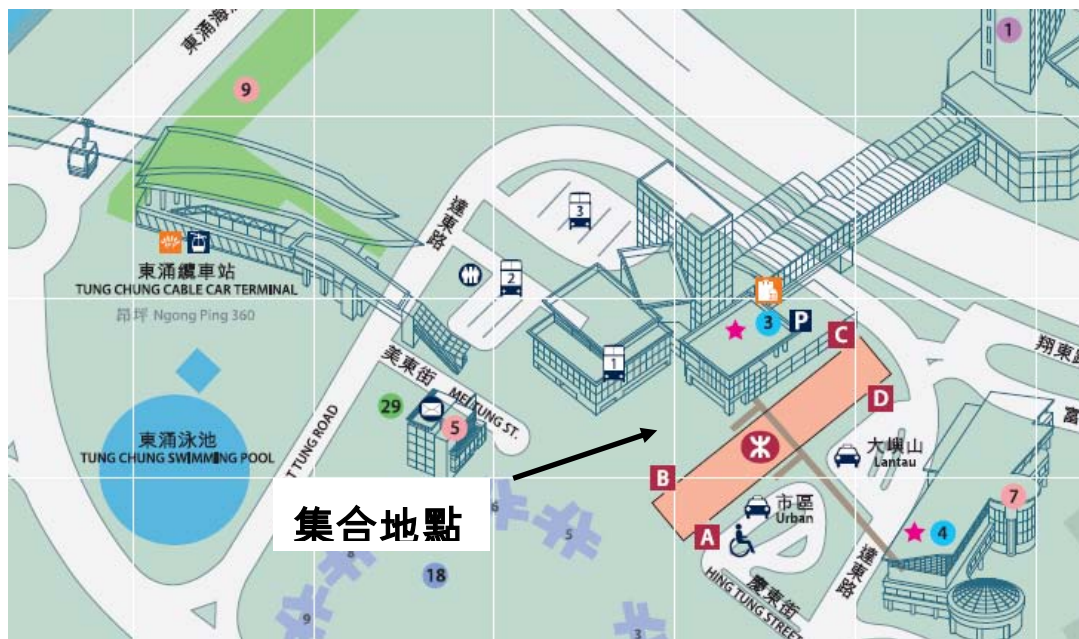 東涌海
1
9
達東路
3
2
東涌纜車站
TUNG CHUNG CABLE CAR TERMINAL
昂坪 Ngong Ping 360
3
P
C
翔東路
1
美東街
MEI TUNG ST.
D
富
29
5
東涌泳池
TUNG CHUNG SWIMMING POOL
T TUNG ROAD
大嶼山
Lantau
B
市區
Urban
7
集合地點
6
5
A
4
達東路
8
18
慶東街
HING TUNG STREET
9
3